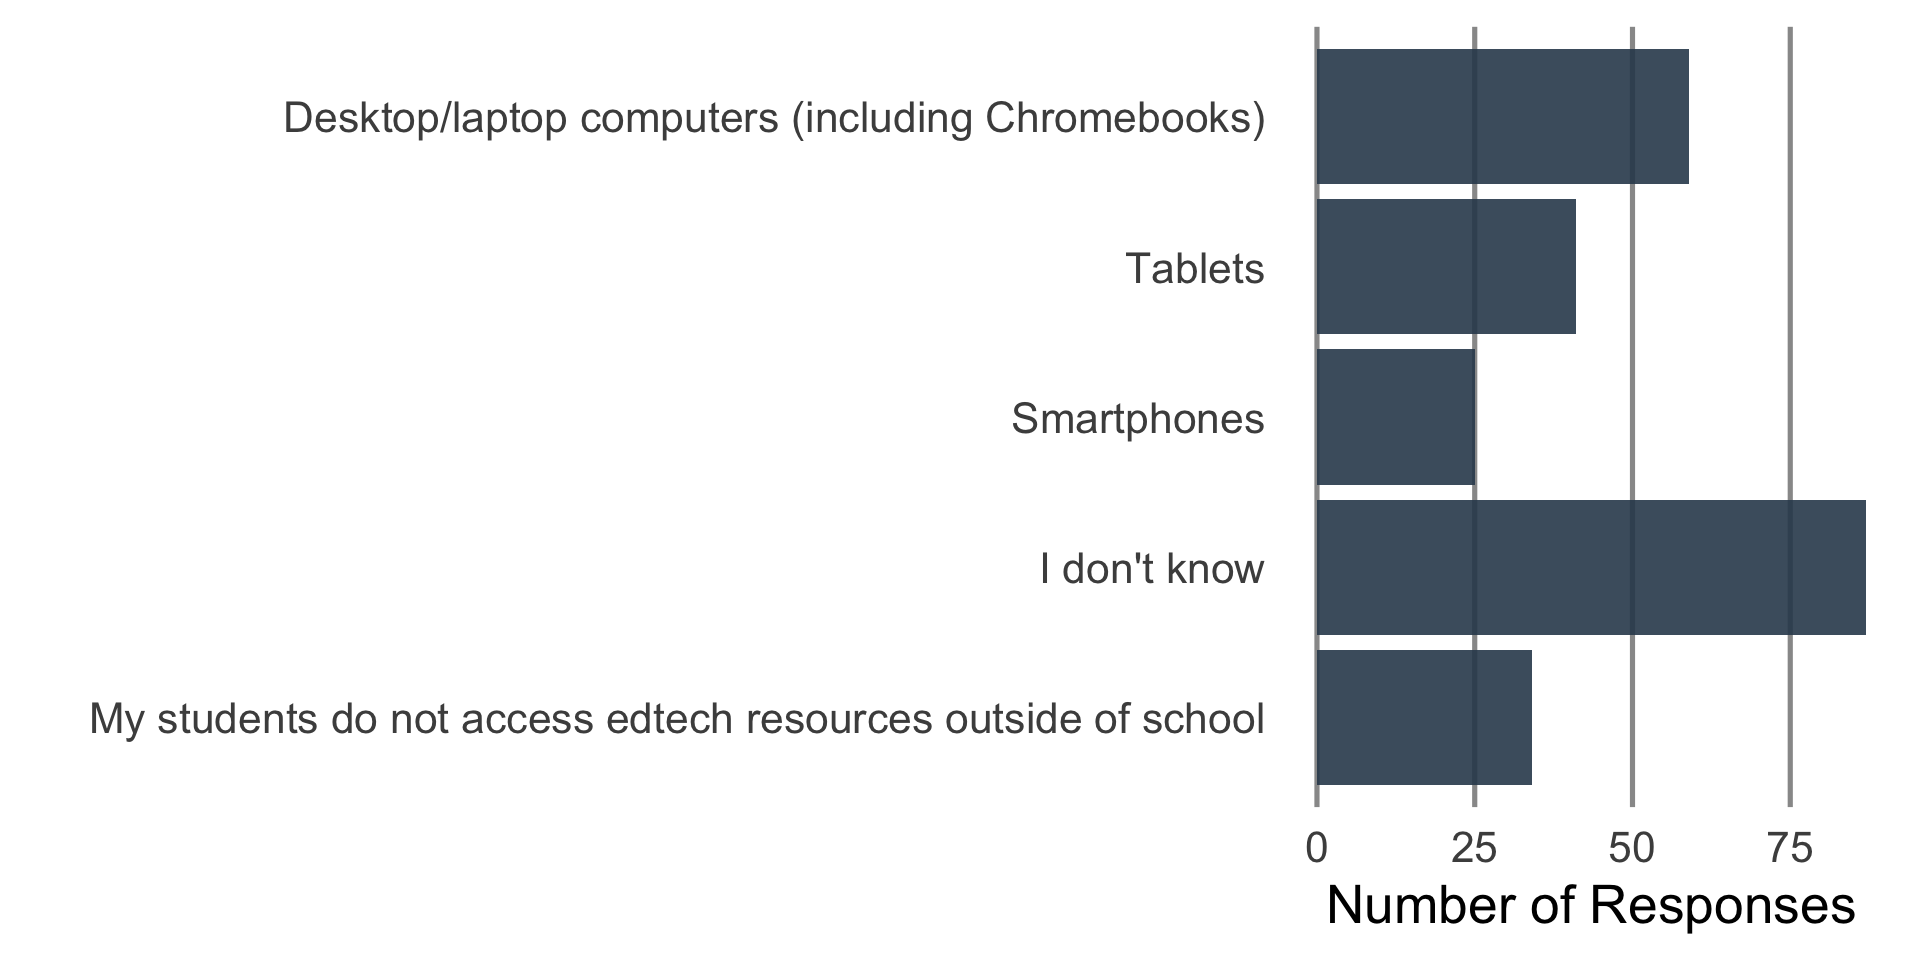 Desktop/laptop computers (including Chromebooks)
Tablets
Smartphones
I don't know
My students do not access edtech resources outside of school
0 25 50 75
Number of Responses